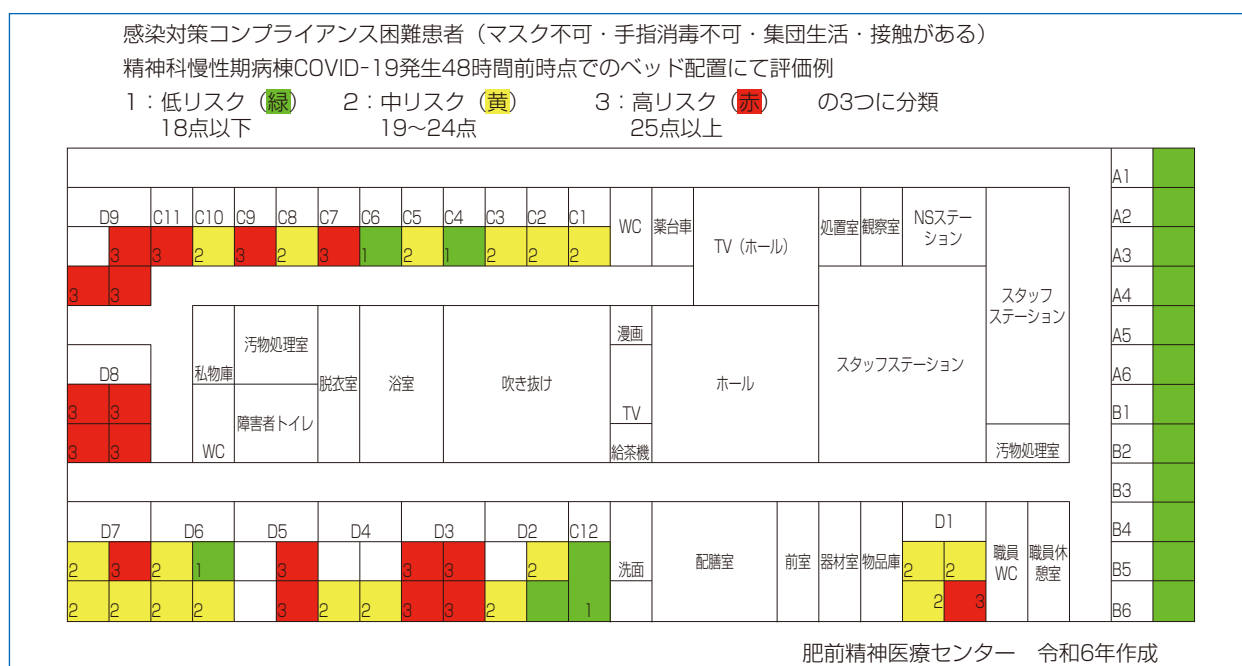 感染対策コンプライアンス困難患者（マスク不可・手指消毒不可・集団生活・接触がある）
精神科慢性期病棟COVID-19発生48時間前時点でのベッド配置にて評価例
1：低リスク（緑） 2：中リスク（黄） 3：高リスク（赤） の3つに分類
18点以下 19〜24点 25点以上
A1
D9 C11 C10 C9 C8 C7 C6 C5 C4 C3 C2 C1 WC 薬台車 TV（ホール） 処置室 観察室 NSステー
ション A2
3 3 2 3 2 3 1 2 1 2 2 2 A3
3 3 スタッフ
ステーション A4
汚物処理室 漫画 A5
D8 私物庫 脱衣室 浴室 吹き抜け ホール スタッフステーション A6
3 3 障害者トイレ TV B1
3 3 WC 給茶機 汚物処理室 B2
B3
D7 D6 D5 D4 D3 D2 C12 D1 B4
2 3 2 1 3 3 3 2 洗面 配膳室 前室 器材室 物品庫 2 2 職員
WC 職員休
憩室 B5
2 2 2 2 3 2 2 3 3 2 1 2 3 B6
肥前精神医療センター 令和6年作成